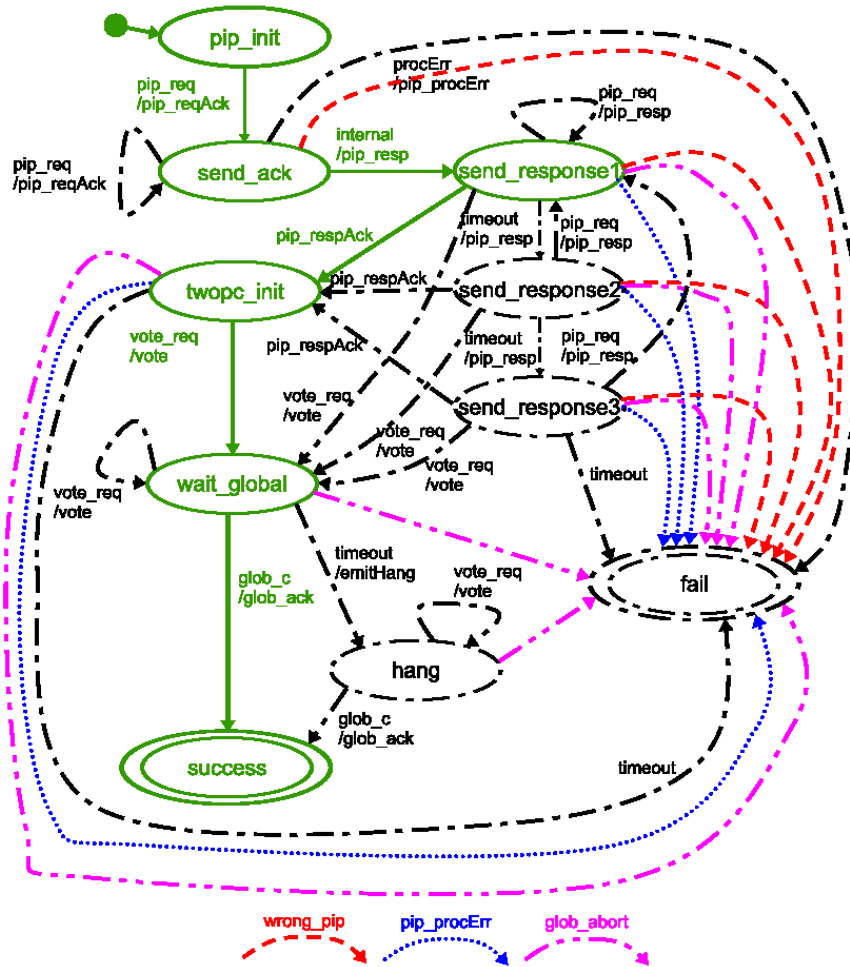 pip_init
procErr
/pip_procErr
pip_req
/pip_reqAck
pip_req
/pip_resp
internal
/pip_resp
pip_req
/pip_reqAck
send_ack
send_response1
timeout
/pip_resp
pip_req
/pip_resp
pip_respAck
pip_respAck
twopc_init
send_response2
vote_req
/vote
pip_respAck
timeout
/pip_resp
pip_req
/pip_resp
vote_req
/vote
send_response3
vote_req
/vote
vote_req
/vote
timeout
vote_req
/vote
wait_global
timeout
/emitHang
vote_req
/vote
glob_c
/glob_ack
fail
hang
glob_c
/glob_ack
success
timeout
wrong_pip
pip_procErr
glob_abort